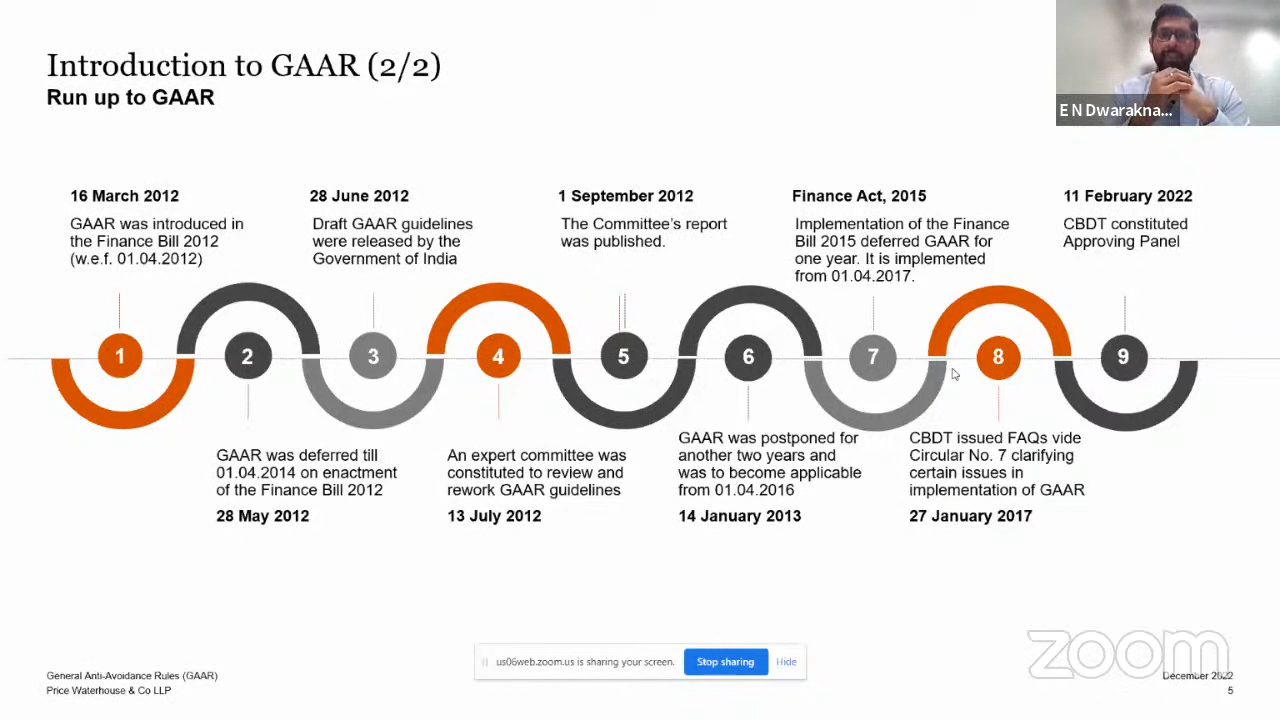 Introduction to GAAR (2/2)
Run up to GAAR
E N Dwarakna...
16 March 2012
GAAR was introduced in
the Finance Bill 2012
(w.e.f. 01.04.2012)
28 June 2012
Draft GAAR guidelines
were released by the
Government of India
1 September 2012
The Committee's report
was published.
Finance Act, 2015
Implementation of the Finance
Bill 2015 deferred GAAR for
one year. It is implemented
from 01.04.2017.
11 February 2022
CBDT constituted
Approving Panel
1
2
3
4
5
6
7
8
9
GAAR was deferred till
01.04.2014 on enactment
of the Finance Bill 2012
28 May 2012
An expert committee was
constituted to review and
rework GAAR guidelines
13 July 2012
GAAR was postponed for
another two years and
was to become applicable
from 01.04.2016
14 January 2013
CBDT issued FAQs vide
Circular No. 7 clarifying
certain issues in
implementation of GAAR
27 January 2017
us06web.zoom.us is sharing your screen.
Stop sharing
Hide
zoom
General Anti-Avoidance Rules (GAAR)
Price Waterhouse & Co LLP
December 2022
5